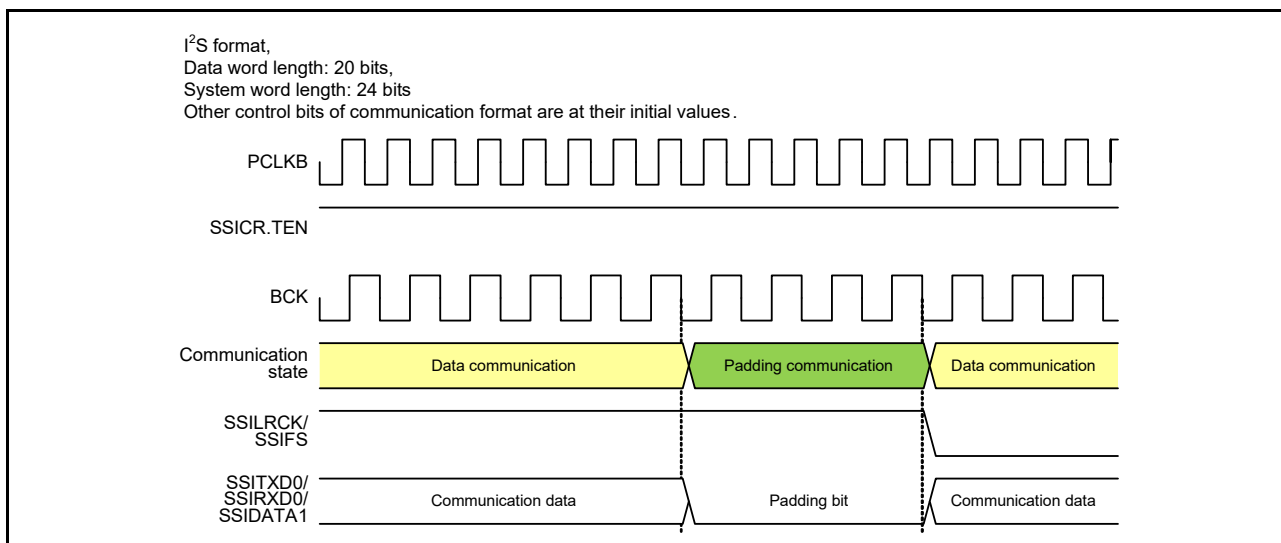 I²S format,
Data word length: 20 bits,
System word length: 24 bits
Other control bits of communication format are at their initial values.
PCLKB
SSICR.TEN
BCK
Communication
state
Data communication
Padding communication
Data communication
SSILRCK/
SSIFS
SSITXD0/
SSIRXD0/
SSIDATA1
Communication data
Padding bit
Communication data